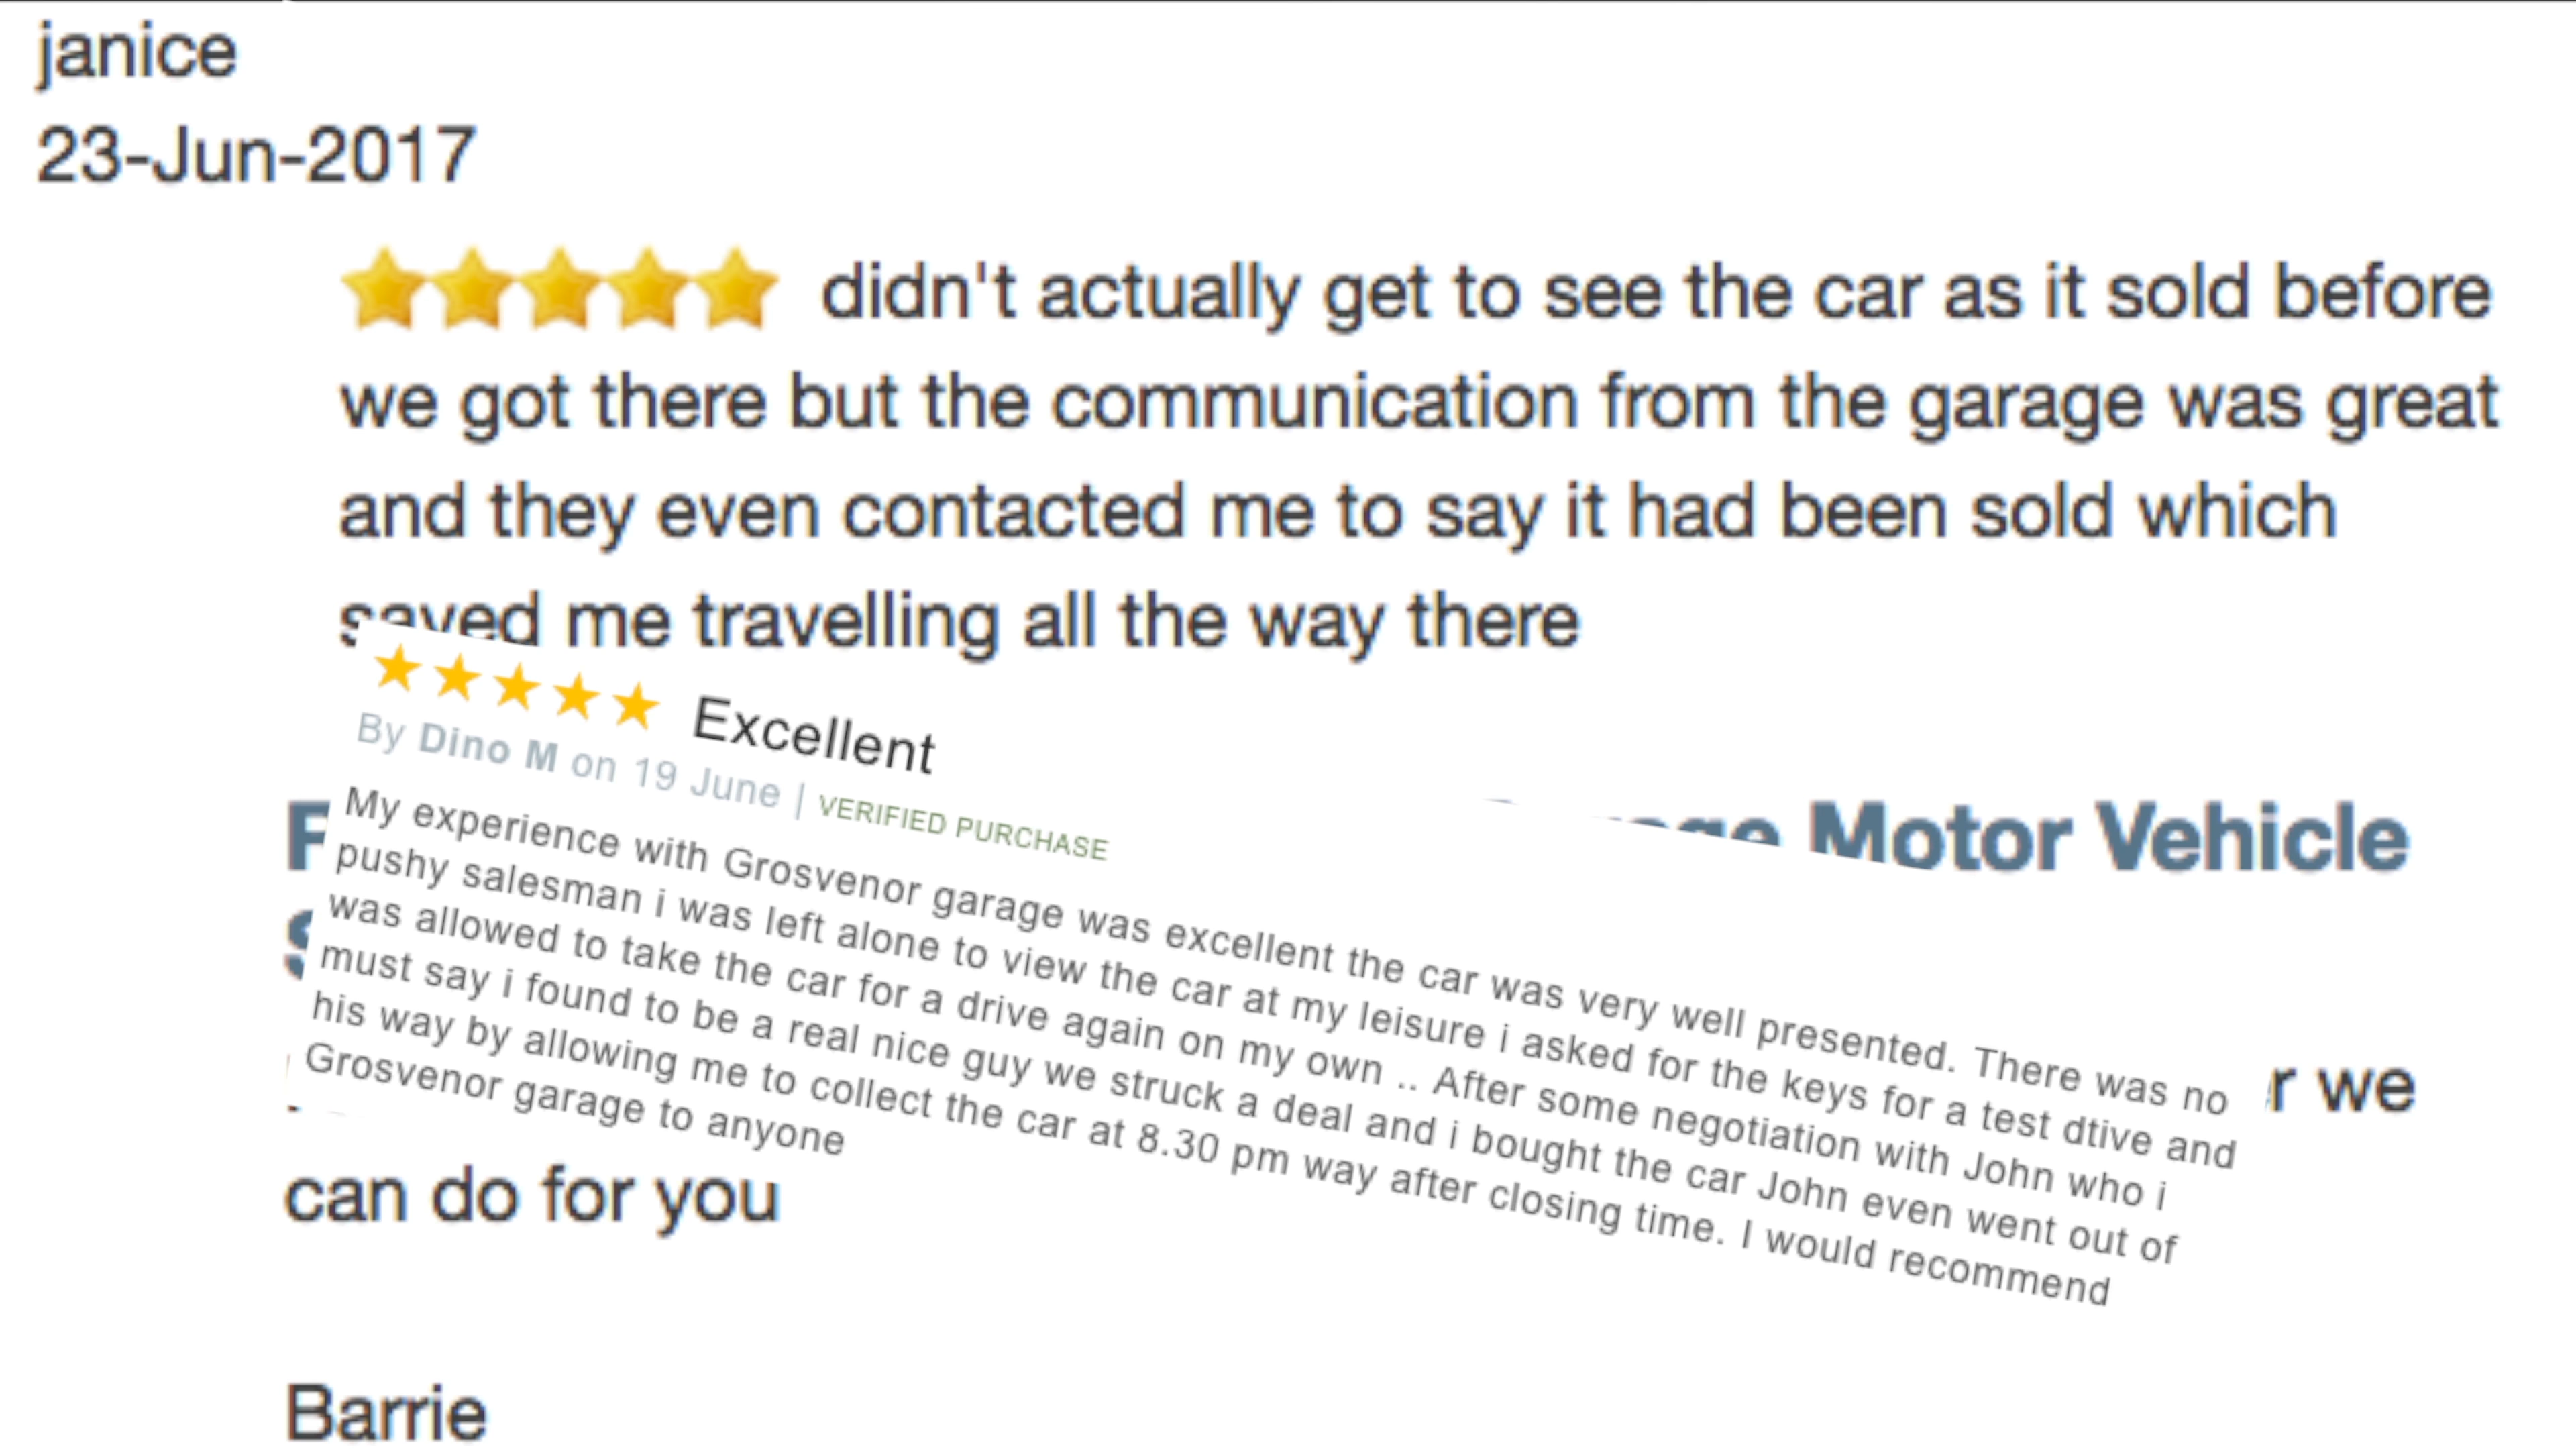 janice
23-Jun-2017
didn't actually get to see the car as it sold before
we got there but the communication from the garage was great
and they even contacted me to say it had been sold which
saved me travelling all the way there
Excellent
By Dino M on 19 June | VERIFIED PURCHASE
My experience with Grosvenor garage was excellent the car was very well presented. There was no
pushy salesman i was left alone to view the car at my leisure i asked for the keys for a test dtive and
was allowed to take the car for a drive again on my own .. After some negotiation with John who i
must say i found to be a real nice guy we struck a deal and i bought the car John even went out of
his way by allowing me to collect the car at 8.30 pm way after closing time. I would recommend
Grosvenor garage to anyone
Motor Vehicle
we
can do for you
Barrie